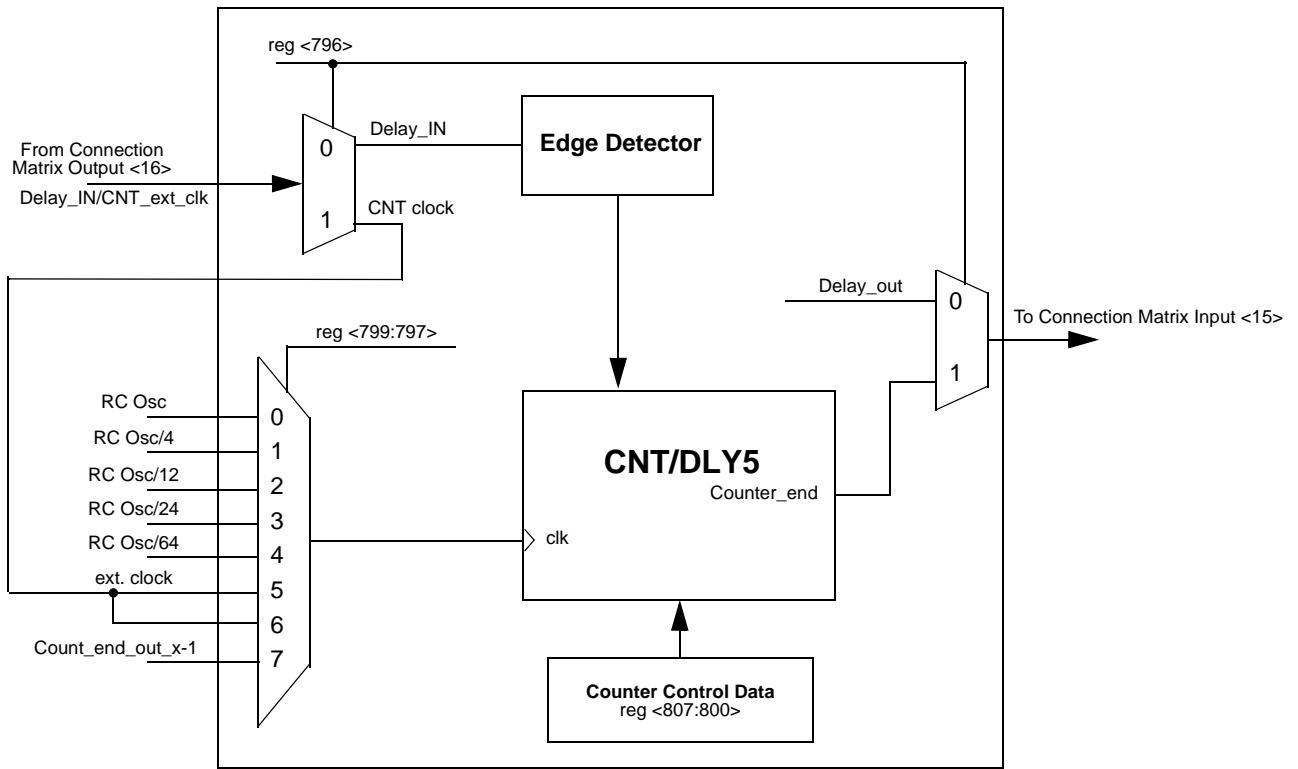 reg <796>
From Connection
Matrix Output <16>
Delay_IN/CNT_ext_clk
0
1
Delay_IN
CNT clock
Edge Detector
Delay_out
0
1
To Connection Matrix Input <15>
reg <799:797>
RC Osc
RC Osc/4
RC Osc/12
RC Osc/24
RC Osc/64
ext. clock
Count_end_out_x-1
0
1
2
3
4
5
6
7
CNT/DLY5
Counter_end
clk
Counter Control Data
reg <807:800>